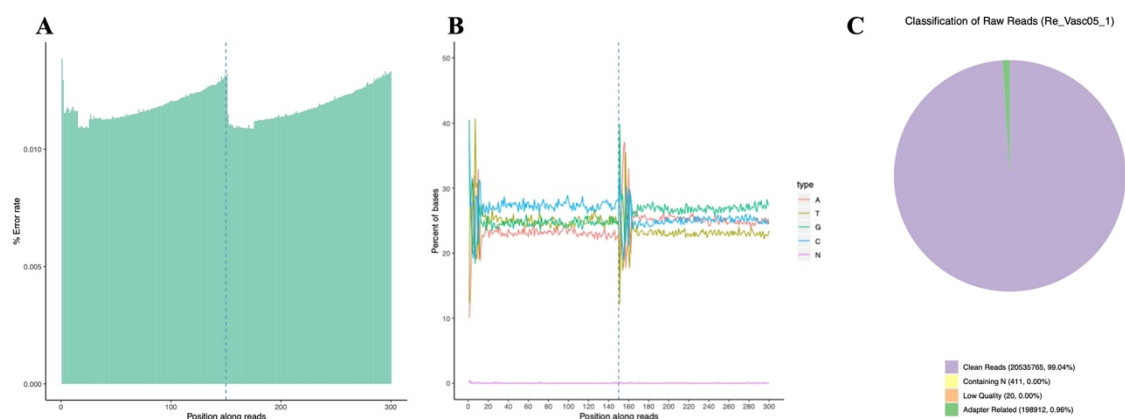 A
% Error rate
0.010
0.005
0.000
0 100 200 300
Position along reads
B
Percent of bases
50
40
30
20
10
0
0 10 20 30 40 50 60 70 80 90 100 110 120 130 140 150 160 170 180 190 200 210 220 230 240 250 260 270 280 290 300
Position along reads
type
A
T
G
C
N
C
Classification of Raw Reads (Re_Vasc05_1)
Clean Reads (20535765, 99.04%)
Containing N (411, 0.00%)
Low Quality (20, 0.00%)
Adapter Related (198912, 0.96%)